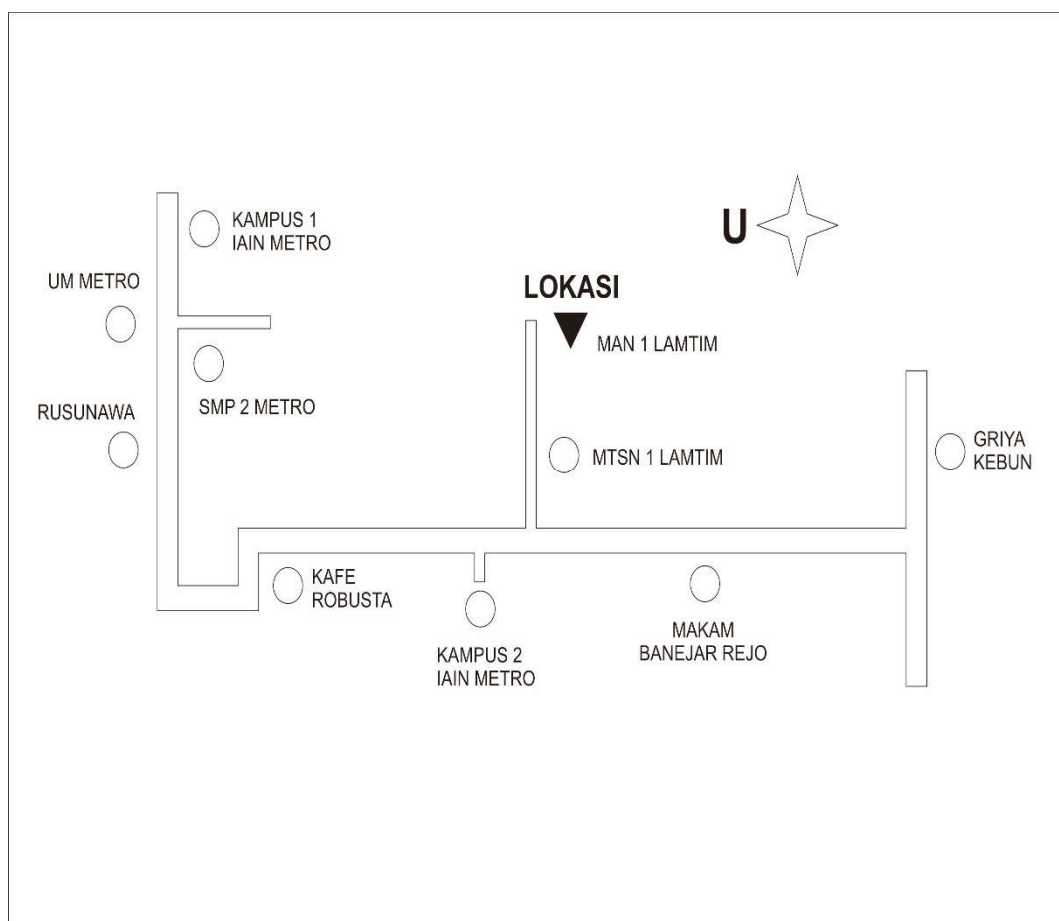 KAMPUS 1
IAIN METRO
U
UM METRO
LOKASI
MAN 1 LAMTIM
RUSUNAWA
SMP 2 METRO
MTSN 1 LAMTIM
GRIYA
KEBUN
KAFE
ROBUSTA
KAMPUS 2
IAIN METRO
MAKAM
BANEJAR REJO